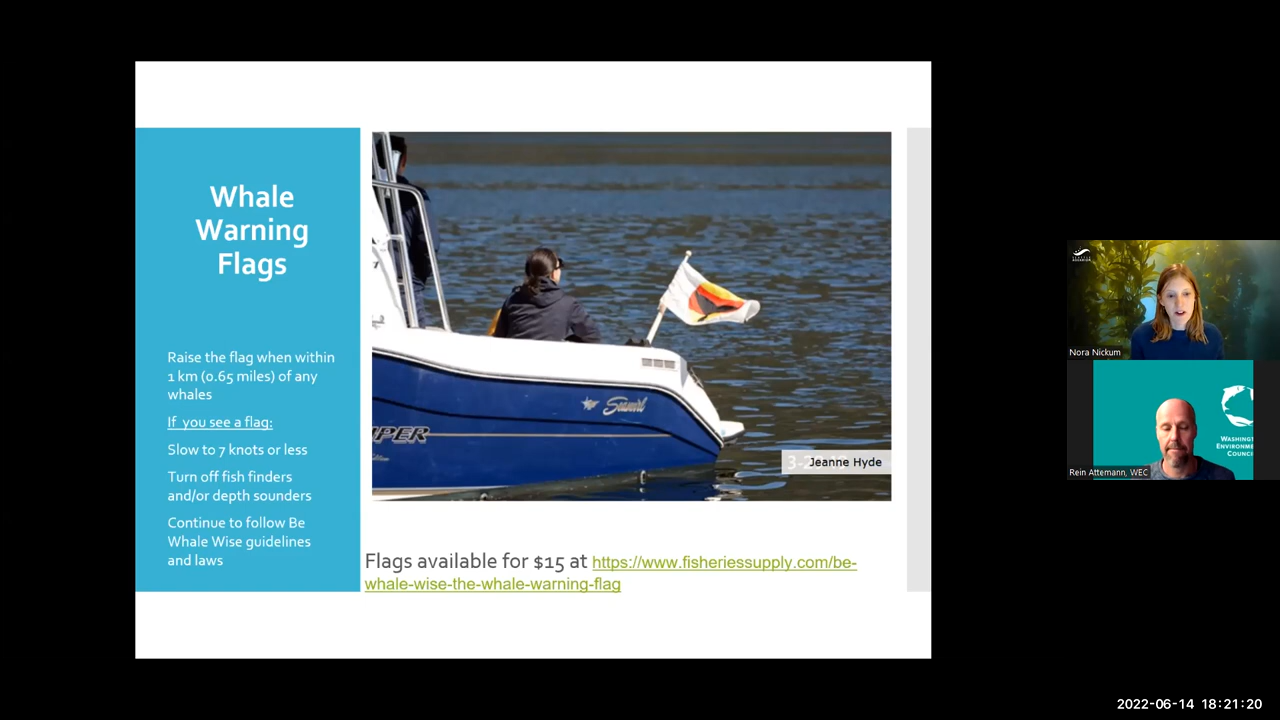 Whale
Warning
Flags
Raise the flag when within
1 km (0.65 miles) of any
whales
If you see a flag:
Slow to 7 knots or less
Turn off fish finders
and/or depth sounders
Continue to follow Be
Whale Wise guidelines
and laws
Seaswirl
Jeanne Hyde
Flags available for $15 at https://www.fisheriessupply.com/be-
whale-wise-the-whale-warning-flag
Nora Nickum
Rein Attemann, WEC
2022-06-14 18:21:20